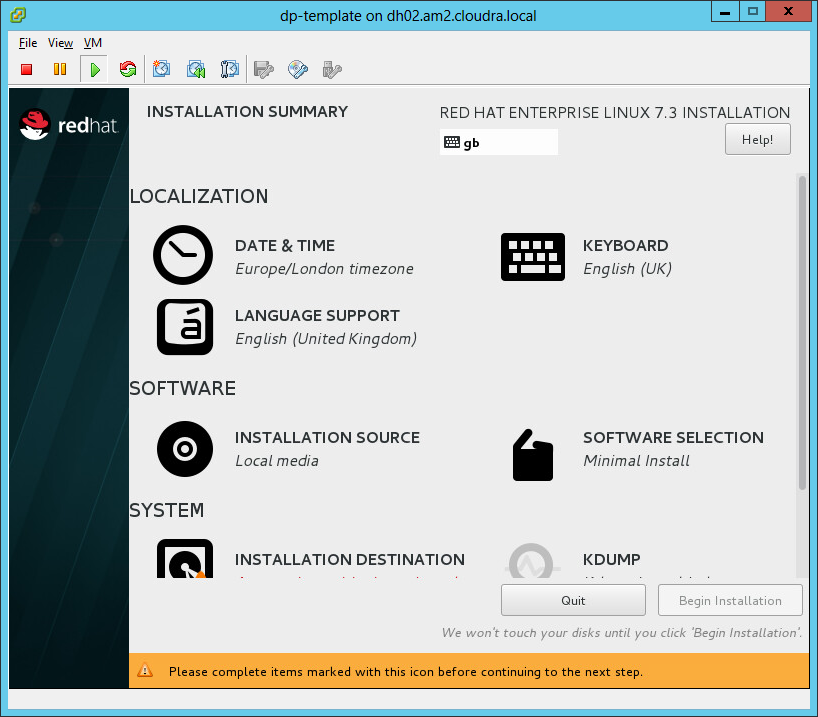 dp-template on dh02.am2.cloudra.local
File View VM
redhat.
INSTALLATION SUMMARY
RED HAT ENTERPRISE LINUX 7.3 INSTALLATION
gb
Help!
LOCALIZATION
DATE & TIME
Europe/London timezone
KEYBOARD
English (UK)
LANGUAGE SUPPORT
English (United Kingdom)
SOFTWARE
INSTALLATION SOURCE
Local media
SOFTWARE SELECTION
Minimal Install
SYSTEM
INSTALLATION DESTINATION
KDUMP
Quit
Begin Installation
We won't touch your disks until you click 'Begin Installation'.
Please complete items marked with this icon before continuing to the next step.